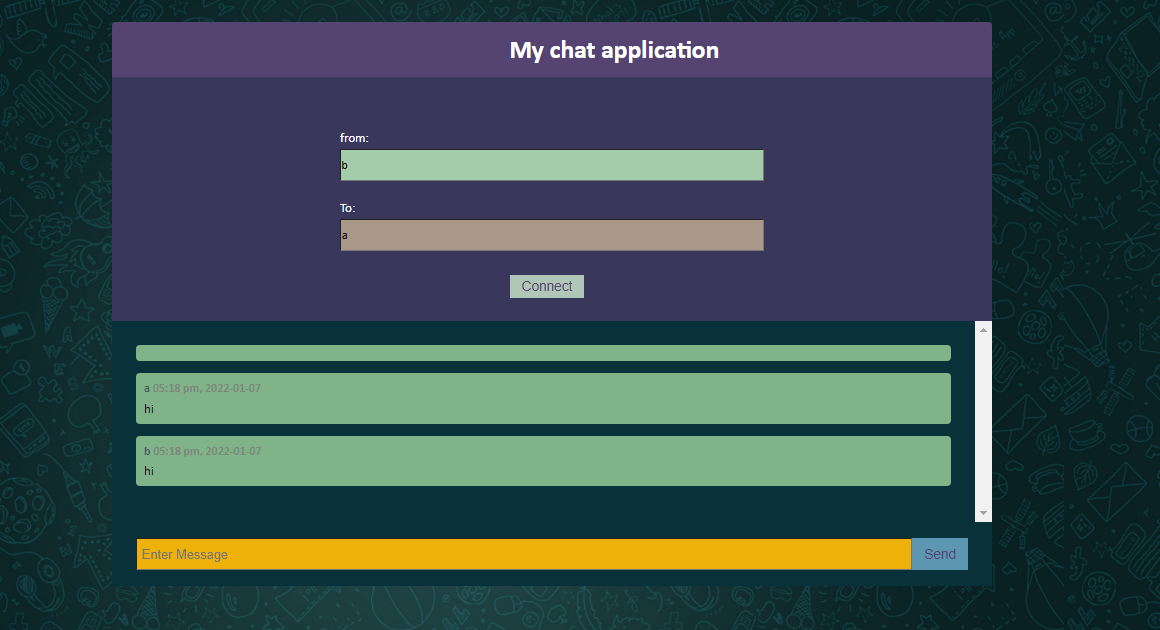 My chat application
from:
b
To:
a
Connect
a 05:18 pm, 2022-01-07
hi
b 05:18 pm, 2022-01-07
hi
Enter Message
Send